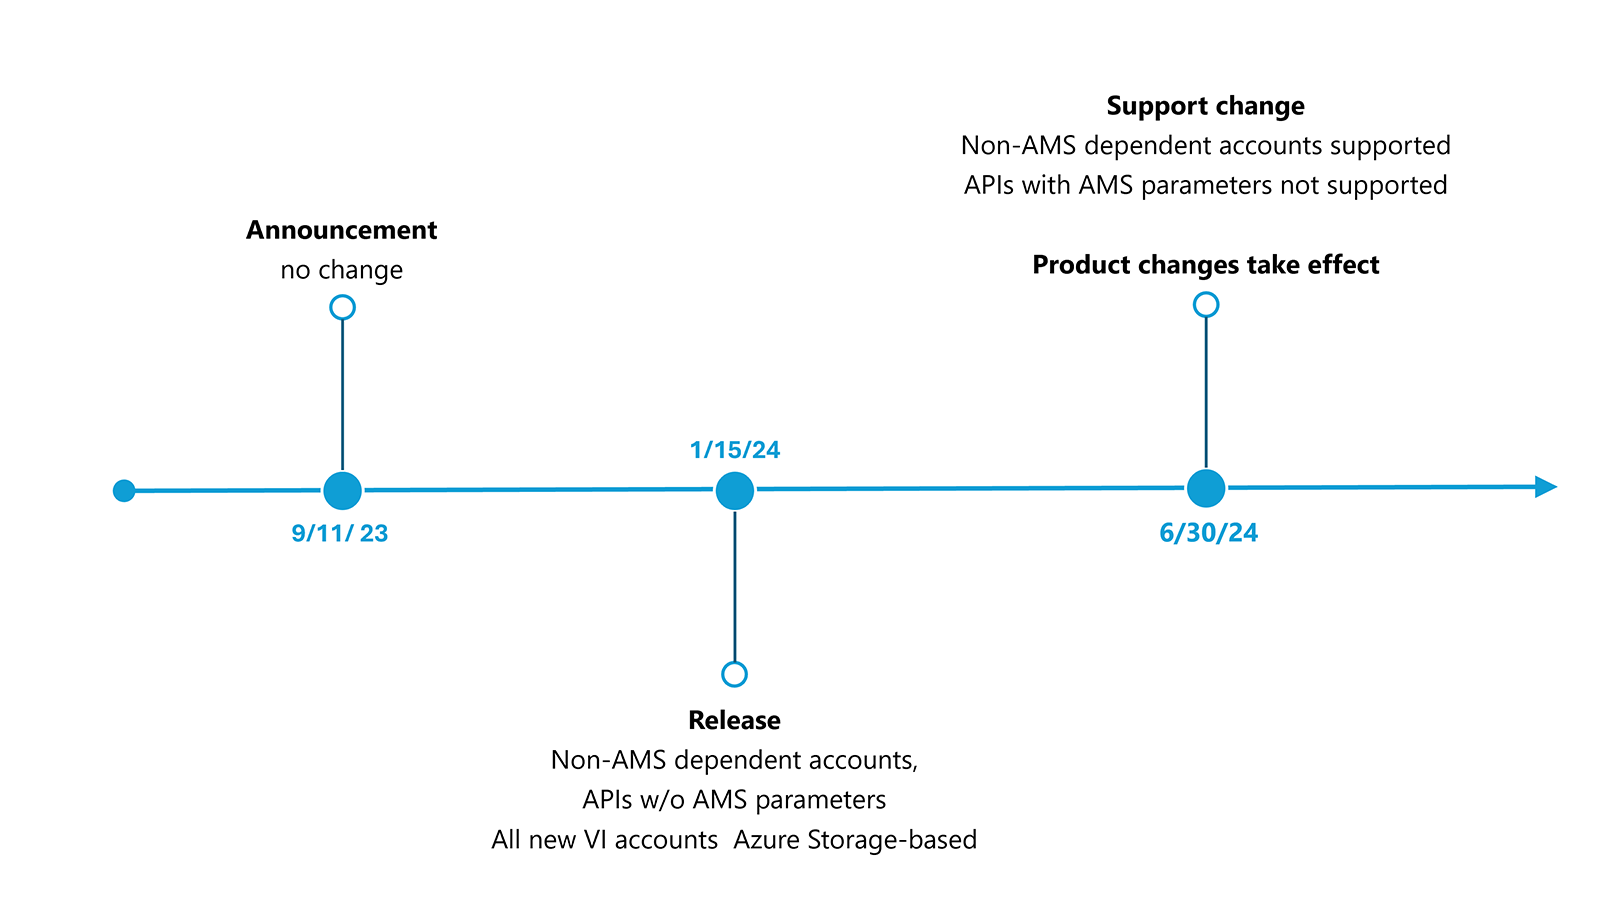 Support change
Non-AMS dependent accounts supported
APIs with AMS parameters not supported
Announcement
no change
Product changes take effect
1/15/24
9/11/ 23
6/30/24
Release
Non-AMS dependent accounts,
APIs w/o AMS parameters
All new VI accounts  Azure Storage-based